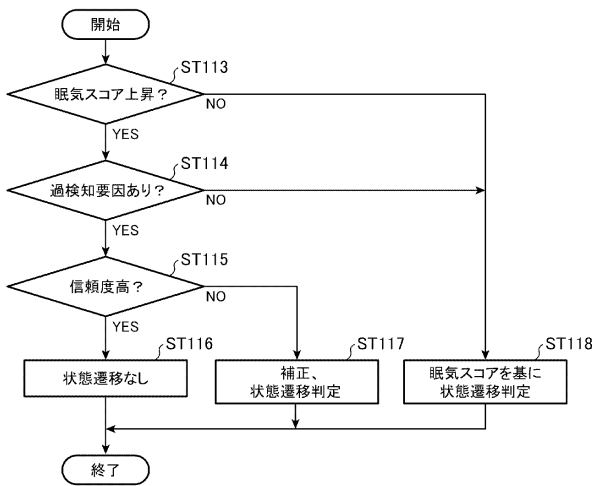 開始
ST113
眠気スコア上昇？
NO
YES
ST114
過検知要因あり？
NO
YES
ST115
信頼度高？
NO
YES
ST116
状態遷移なし
ST117
補正、
状態遷移判定
ST118
眠気スコアを基に
状態遷移判定
終了